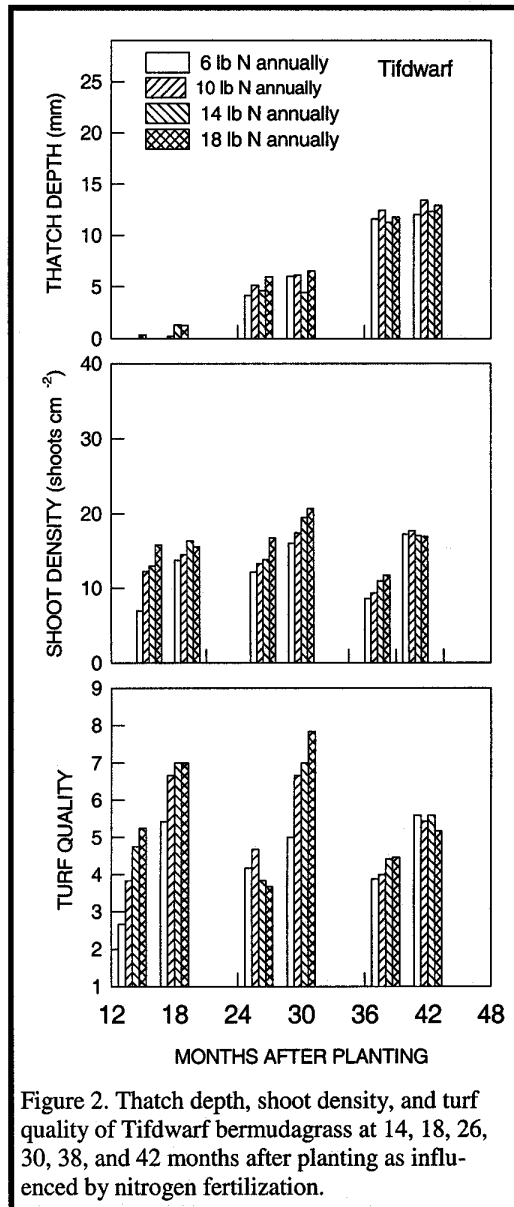 6 lb N annually
Tifdwarf
10 lb N annually
14 lb N annually
18 lb N annually
THATCH DEPTH (mm)
25
20
15
10
5
0
SHOOT DENSITY (shoots cm -2)
40
30
20
10
0
TURF QUALITY
9
8
7
6
5
4
3
2
1
12 18 24 30 36 42 48
MONTHS AFTER PLANTING
Figure 2. Thatch depth, shoot density, and turf
quality of Tifdwarf bermudagrass at 14, 18, 26,
30, 38, and 42 months after planting as influ-
enced by nitrogen fertilization.